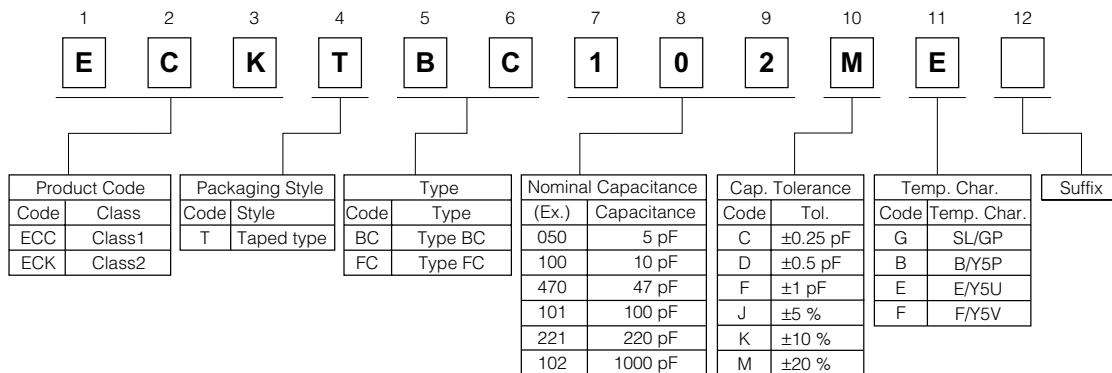 1 2 3 4 5 6 7 8 9 10 11 12
E C K T B C 1 0 2 M E
Product Code
Code Class
ECC Class1
ECK Class2
Packaging Style
Code Style
T Taped type
Type
Code Type
BC Type BC
FC Type FC
Nominal Capacitance
(Ex.) Capacitance
050 5 pF
100 10 pF
470 47 pF
101 100 pF
221 220 pF
102 1000 pF
Cap. Tolerance
Code Tol.
C ±0.25 pF
D ±0.5 pF
F ±1 pF
J ±5 %
K ±10 %
M ±20 %
Temp. Char.
Code Temp. Char.
G SL/GP
B B/Y5P
E E/Y5U
F F/Y5V
Suffix